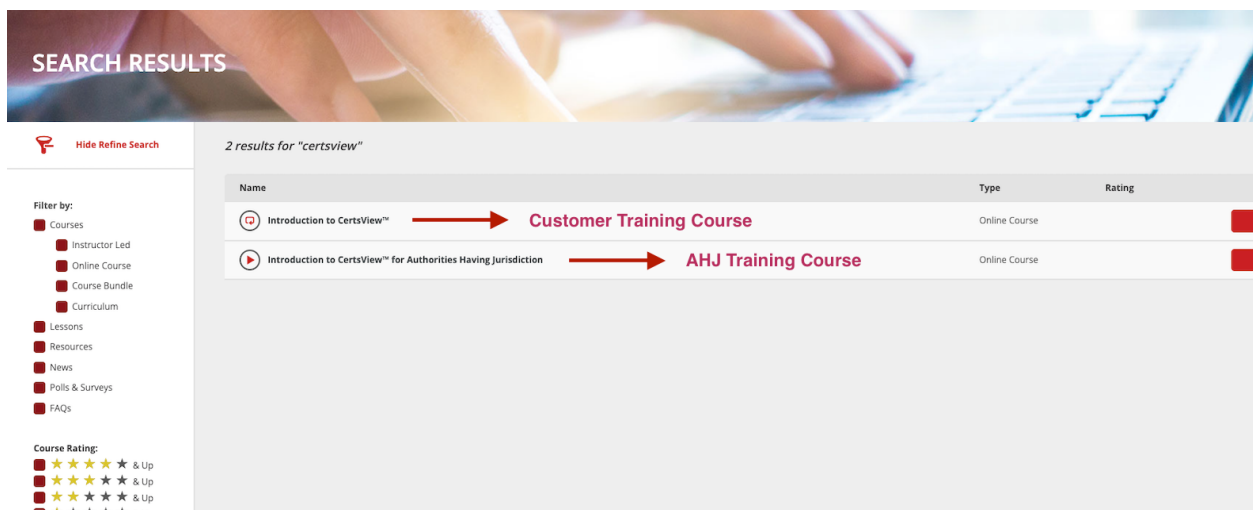 SEARCH RESULTS
Hide Refine Search
2 results for "certsview"
Name Type Rating
Introduction to CertsView™ Customer Training Course Online Course
Introduction to CertsView™ for Authorities Having Jurisdiction AHJ Training Course Online Course
Filter by:
Courses
Instructor Led
Online Course
Course Bundle
Curriculum
Lessons
Resources
News
Polls & Surveys
FAQs
Course Rating:
& Up
& Up
& Up